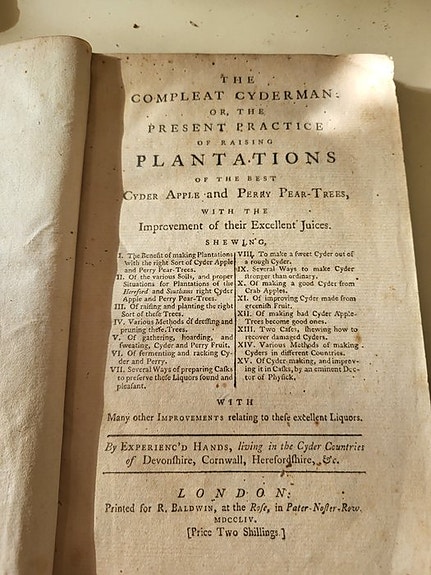 THE
COMPLEAT CYDERMAN:
OR, THE
PRESENT PRACTICE
OF RAISING
PLANTATIONS
OF THE BEST
CYDER APPLE and PERRY PEAR-TREES,
WITH THE
Improvement of their Excellent Juices.
SHEWING,
I. The Benefit of making Plantations
with the right Sort of Cyder Apple
and Perry Pear-Trees.
II. Of the various Soils, and proper
Situations for Plantations of the
Hereford and Southams right Cyder
Apple and Perry Pear-Trees.
III. Of raising and planting the right
Sort of these Trees.
IV. Various Methods of dressing and
pruning these Trees.
V. Of gathering, hoarding, and
sweating, Cyder and Perry Fruit.
VI. Of fermenting and racking Cy-
der and Perry.
VII. Several Ways of preparing Casks
to preserve these Liquors sound and
pleasant.
VIII. To make a sweet Cyder out of
a rough Cyder.
IX. Several Ways to make Cyder
stronger than ordinary.
X. Of making a good Cyder from
Crab Apples.
XI. Of improving Cyder made from
greenish Fruit.
XII. Of making bad Cyder Apple-
Trees become good ones.
XIII. Two Cases, shewing how to
recover damaged Cyders.
XIV. Various Methods of making
Cyders in different Countries.
XV. Of Cyder-making, and improv-
ing it in Casks, by an eminent Doc-
tor of Physick.
WITH
Many other IMPROVEMENTS relating to these excellent Liquors.
By EXPERIENC'D HANDS, living in the Cyder Countries
of Devonshire, Cornwall, Herefordshire, &c.
LONDON:
Printed for R. BALDWIN, at the Rose, in Pater-Noster-Row.
MDCCLIV.
[Price Two Shillings.]